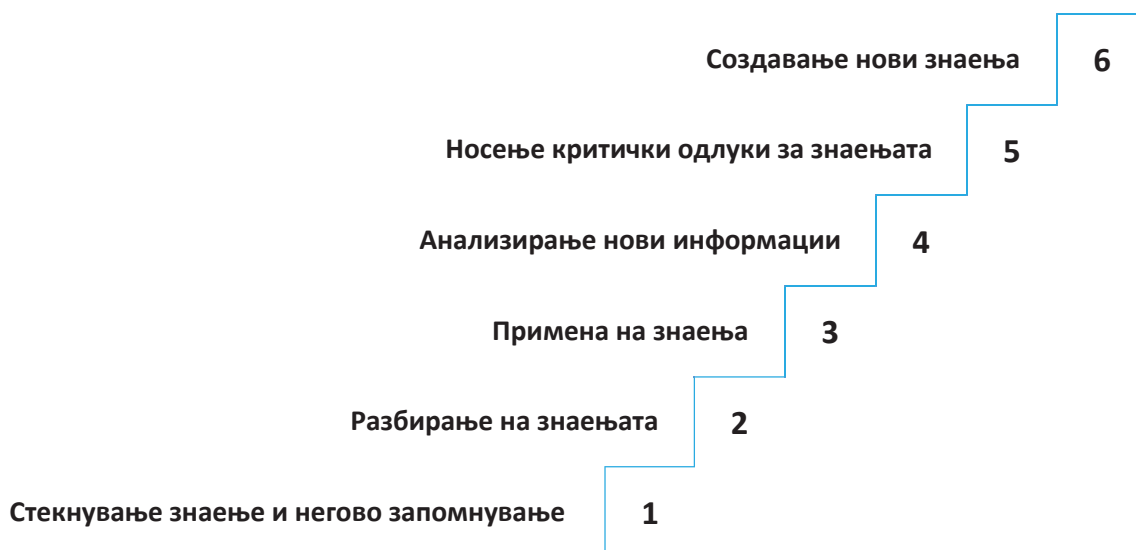 Создавање нови знаења 6
Носење критички одлуки за знаењата 5
Анализирање нови информации 4
Примена на знаења 3
Разбирање на знаењата 2
Стекнување знаење и негово запомнување 1